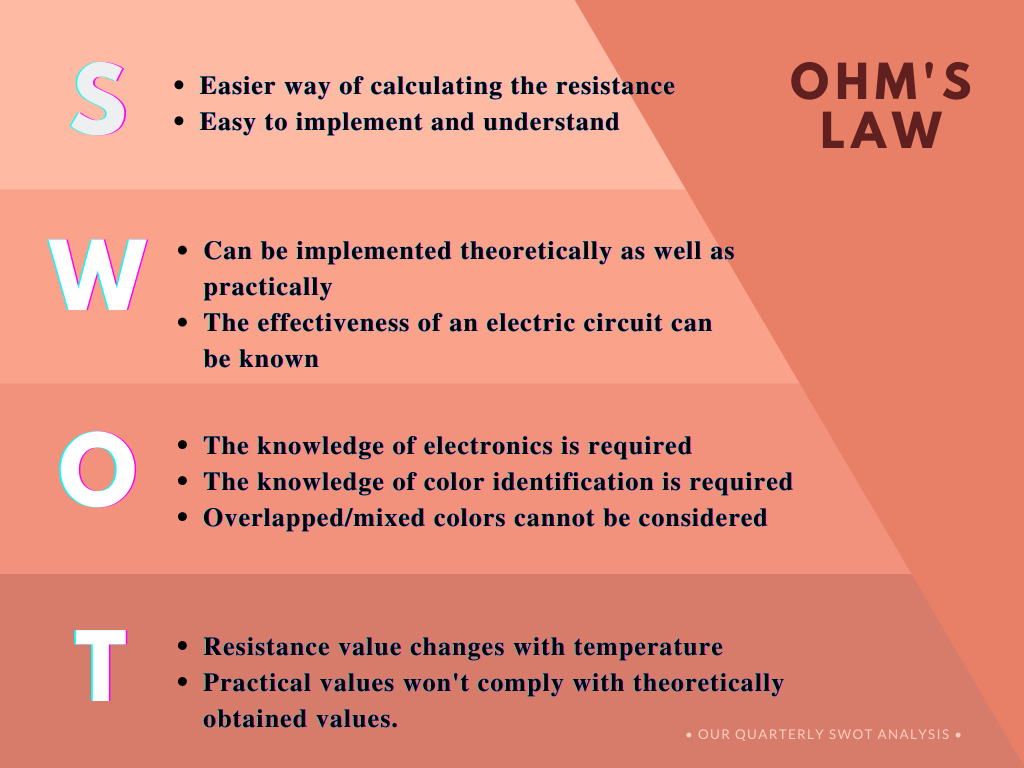 S
• Easier way of calculating the resistance
• Easy to implement and understand
OHM'S
LAW
W
• Can be implemented theoretically as well as
practically
• The effectiveness of an electric circuit can
be known
O
• The knowledge of electronics is required
• The knowledge of color identification is required
• Overlapped/mixed colors cannot be considered
T
• Resistance value changes with temperature
• Practical values won't comply with theoretically
obtained values.
• OUR QUARTERLY SWOT ANALYSIS •